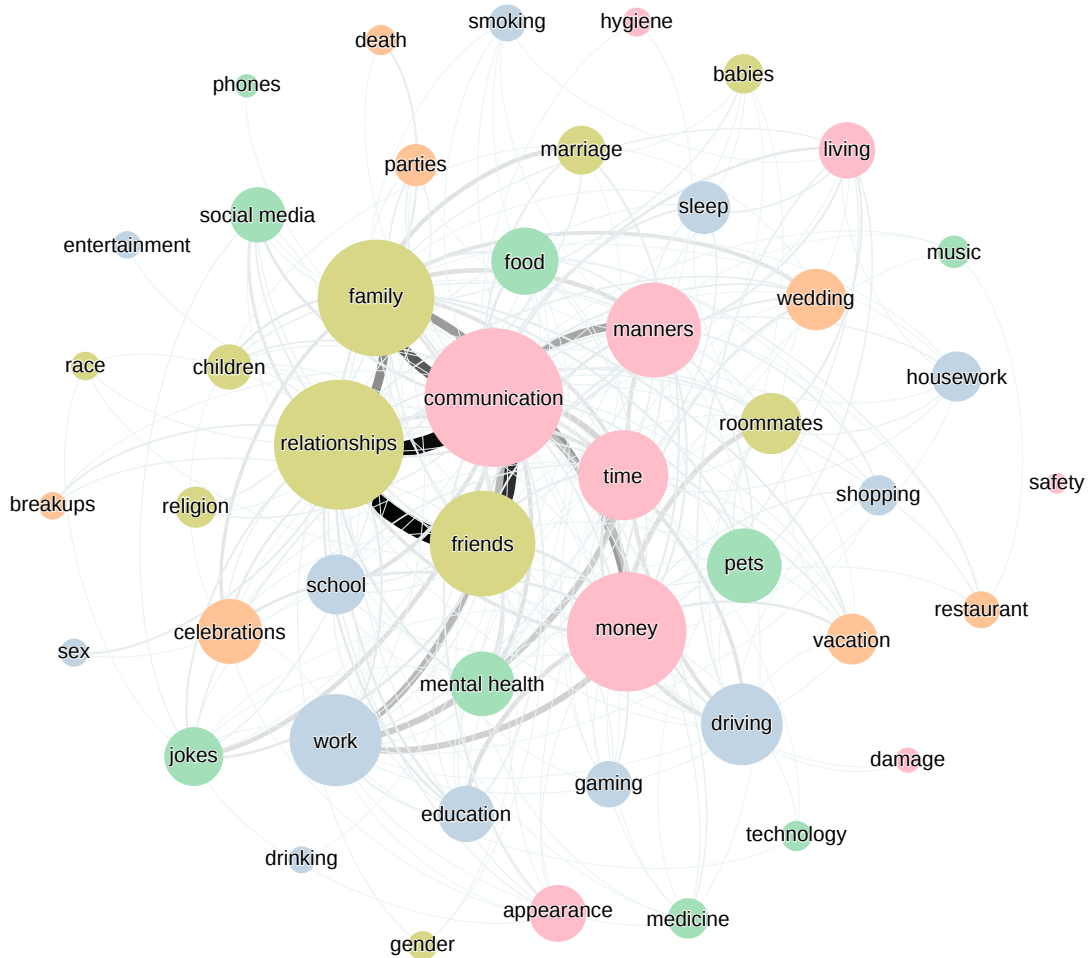 smoking
hygiene
death
babies
phones
marriage
living
parties
sleep
social media
entertainment
music
food
family
wedding
manners
race
children
housework
communication
roommates
relationships
time
shopping
safety
breakups
religion
friends
pets
school
restaurant
money
celebrations
vacation
sex
mental health
driving
work
jokes
damage
gaming
education
technology
drinking
appearance
medicine
gender